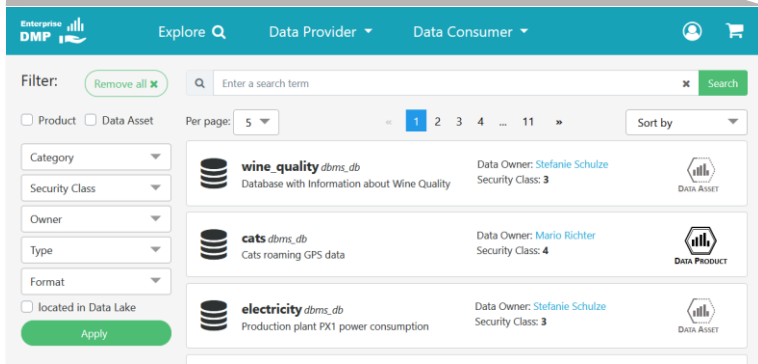 Enterprise
DMP
Explore
Data Provider
Data Consumer
Filter:
Remove all ×
Enter a search term
×
Search
Product
Data Asset
Per page:
5
«
1 2 3 4 ... 11 »
Sort by
Category
Security Class
Owner
Type
Format
located in Data Lake
Apply
wine_quality dbms_db
Database with Information about Wine Quality
Data Owner: Stefanie Schulze
Security Class: 3
DATA ASSET
cats dbms_db
Cats roaming GPS data
Data Owner: Mario Richter
Security Class: 4
DATA PRODUCT
electricity dbms_db
Production plant PX1 power consumption
Data Owner: Stefanie Schulze
Security Class: 3
DATA ASSET